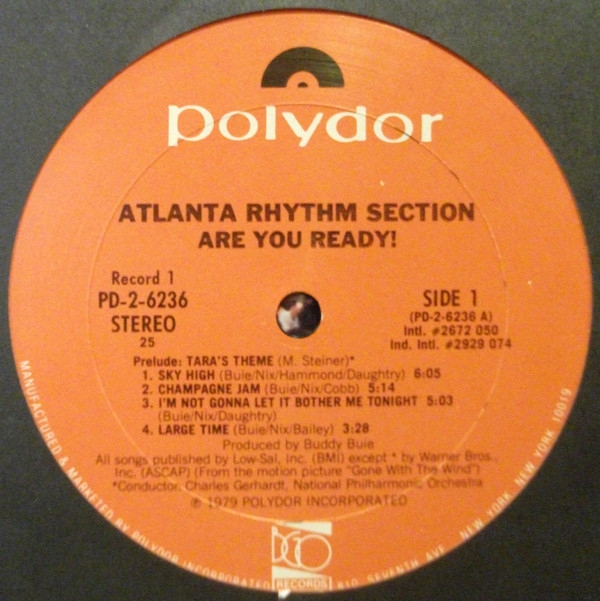 polydor
ATLANTA RHYTHM SECTION
ARE YOU READY!
Record 1
PD-2-6236
STEREO
25
SIDE 1
(PD-2-6236 A)
Intl. #2672 050
Ind. Intl. #2929 074
Prelude: TARA'S THEME (M. Steiner)*
1. SKY HIGH (Buie/Nix/Hammond/Daughtry) 6:05
2. CHAMPAGNE JAM (Buie/Nix/Cobb) 5:14
3. I'M NOT GONNA LET IT BOTHER ME TONIGHT 5:03
(Buie/Nix/Daughtry)
4. LARGE TIME (Buie/Nix/Bailey) 3:28
Produced by Buddy Buie
All songs published by Low-Sal, Inc. (BMI) except * by Warner Bros.,
Inc. (ASCAP) (From the motion picture "Gone With The Wind")
*Conductor: Charles Gerhardt, National Philharmonic Orchestra
℗ 1979 POLYDOR INCORPORATED
BGO
RECORDS
MANUFACTURED & MARKETED BY POLYDOR INCORPORATED 810 SEVENTH AVE. NEW YORK, NEW YORK 10019